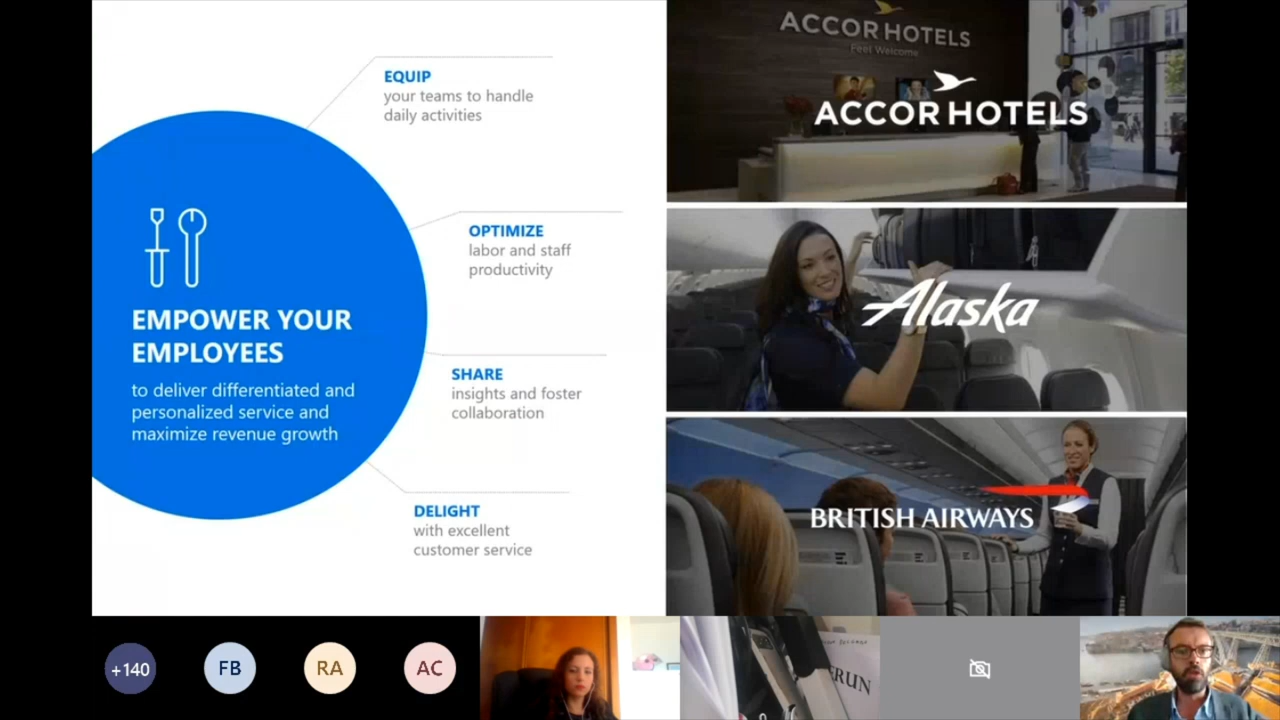 EQUIP
your teams to handle
daily activities
OPTIMIZE
labor and staff
productivity
EMPOWER YOUR
EMPLOYEES
to deliver differentiated and
personalized service and
maximize revenue growth
SHARE
insights and foster
collaboration
DELIGHT
with excellent
customer service
ACCOR HOTELS
Feel Welcome
ACCOR HOTELS
Alaska
BRITISH AIRWAYS
+140
FB
RA
AC